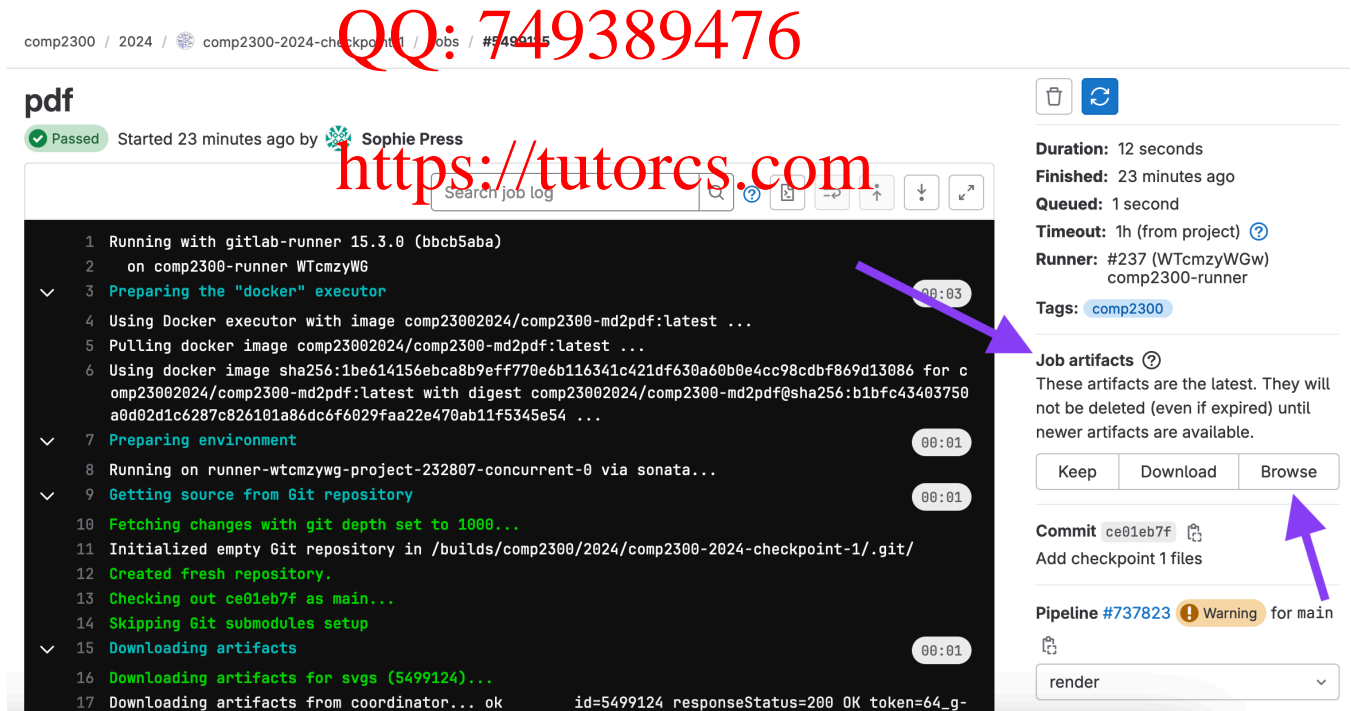 comp2300 / 2024 / comp2300-2024-checkpoint-1 / Jobs / #5499125
QQ: 749389476
pdf
Passed Started 23 minutes ago by Sophie Press
https://tutorcs.com
Search job log
1 Running with gitlab-runner 15.3.0 (bbcb5aba)
2 on comp2300-runner WTcmzyWG
3 Preparing the "docker" executor 00:03
4 Using Docker executor with image comp23002024/comp2300-md2pdf:latest ...
5 Pulling docker image comp23002024/comp2300-md2pdf:latest ...
6 Using docker image sha256:1be614156ebca8b9eff770e6b116341c421df630a60b0e4cc98cdbf869d13086 for c
omp23002024/comp2300-md2pdf:latest with digest comp23002024/comp2300-md2pdf@sha256:b1bfc43403750
a0d02d1c6287c826101a86dc6f6029faa22e470ab11f5345e54 ...
7 Preparing environment 00:01
8 Running on runner-wtcmzywg-project-232807-concurrent-0 via sonata...
9 Getting source from Git repository 00:01
10 Fetching changes with git depth set to 1000...
11 Initialized empty Git repository in /builds/comp2300/2024/comp2300-2024-checkpoint-1/.git/
12 Created fresh repository.
13 Checking out ce01eb7f as main...
14 Skipping Git submodules setup
15 Downloading artifacts 00:01
16 Downloading artifacts for svgs (5499124)...
17 Downloading artifacts from coordinator... ok id=5499124 responseStatus=200 OK token=64_g-
Duration: 12 seconds
Finished: 23 minutes ago
Queued: 1 second
Timeout: 1h (from project)
Runner: #237 (WTcmzyWGw)
comp2300-runner
Tags: comp2300
Job artifacts
These artifacts are the latest. They will
not be deleted (even if expired) until
newer artifacts are available.
Keep Download Browse
Commit ce01eb7f
Add checkpoint 1 files
Pipeline #737823 Warning for main
render